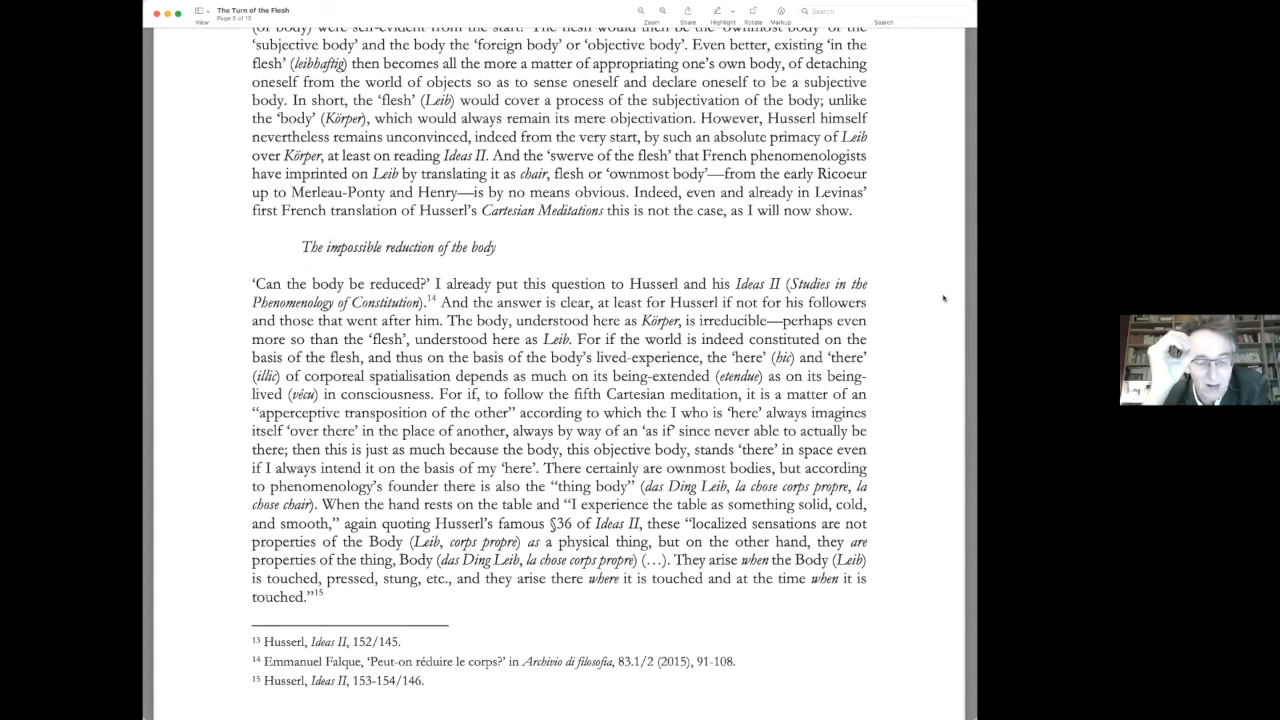 The Turn of the Flesh
Page 5 of 15
View
Zoom
Share
Highlight
Rotate
Markup
Search
Search
(or body) were self-evident from the start? The flesh would then be the ‘ownmost body’ or the
‘subjective body’ and the body the ‘foreign body’ or ‘objective body’. Even better, existing ‘in the
flesh’ (leibhaftig) then becomes all the more a matter of appropriating one’s own body, of detaching
oneself from the world of objects so as to sense oneself and declare oneself to be a subjective
body. In short, the ‘flesh’ (Leib) would cover a process of the subjectivation of the body; unlike
the ‘body’ (Körper), which would always remain its mere objectivation. However, Husserl himself
nevertheless remains unconvinced, indeed from the very start, by such an absolute primacy of Leib
over Körper, at least on reading Ideas II. And the ‘swerve of the flesh’ that French phenomenologists
have imprinted on Leib by translating it as chair, flesh or ‘ownmost body’—from the early Ricoeur
up to Merleau-Ponty and Henry—is by no means obvious. Indeed, even and already in Levinas’
first French translation of Husserl’s Cartesian Meditations this is not the case, as I will now show.
The impossible reduction of the body
‘Can the body be reduced?’ I already put this question to Husserl and his Ideas II (Studies in the
Phenomenology of Constitution).14 And the answer is clear, at least for Husserl if not for his followers
and those that went after him. The body, understood here as Körper, is irreducible—perhaps even
more so than the ‘flesh’, understood here as Leib. For if the world is indeed constituted on the
basis of the flesh, and thus on the basis of the body’s lived-experience, the ‘here’ (hic) and ‘there’
(illic) of corporeal spatialisation depends as much on its being-extended (etendue) as on its being-
lived (vécu) in consciousness. For if, to follow the fifth Cartesian meditation, it is a matter of an
“apperceptive transposition of the other” according to which the I who is ‘here’ always imagines
itself ‘over there’ in the place of another, always by way of an ‘as if’ since never able to actually be
there; then this is just as much because the body, this objective body, stands ‘there’ in space even
if I always intend it on the basis of my ‘here’. There certainly are ownmost bodies, but according
to phenomenology’s founder there is also the “thing body” (das Ding Leib, la chose corps propre, la
chose chair). When the hand rests on the table and “I experience the table as something solid, cold,
and smooth,” again quoting Husserl’s famous §36 of Ideas II, these “localized sensations are not
properties of the Body (Leib, corps propre) as a physical thing, but on the other hand, they are
properties of the thing, Body (das Ding Leib, la chose corps propre) (…). They arise when the Body (Leib)
is touched, pressed, stung, etc., and they arise there where it is touched and at the time when it is
touched.”15
13 Husserl, Ideas II, 152/145.
14 Emmanuel Falque, ‘Peut-on réduire le corps?’ in Archivio di filosofia, 83.1/2 (2015), 91-108.
15 Husserl, Ideas II, 153-154/146.